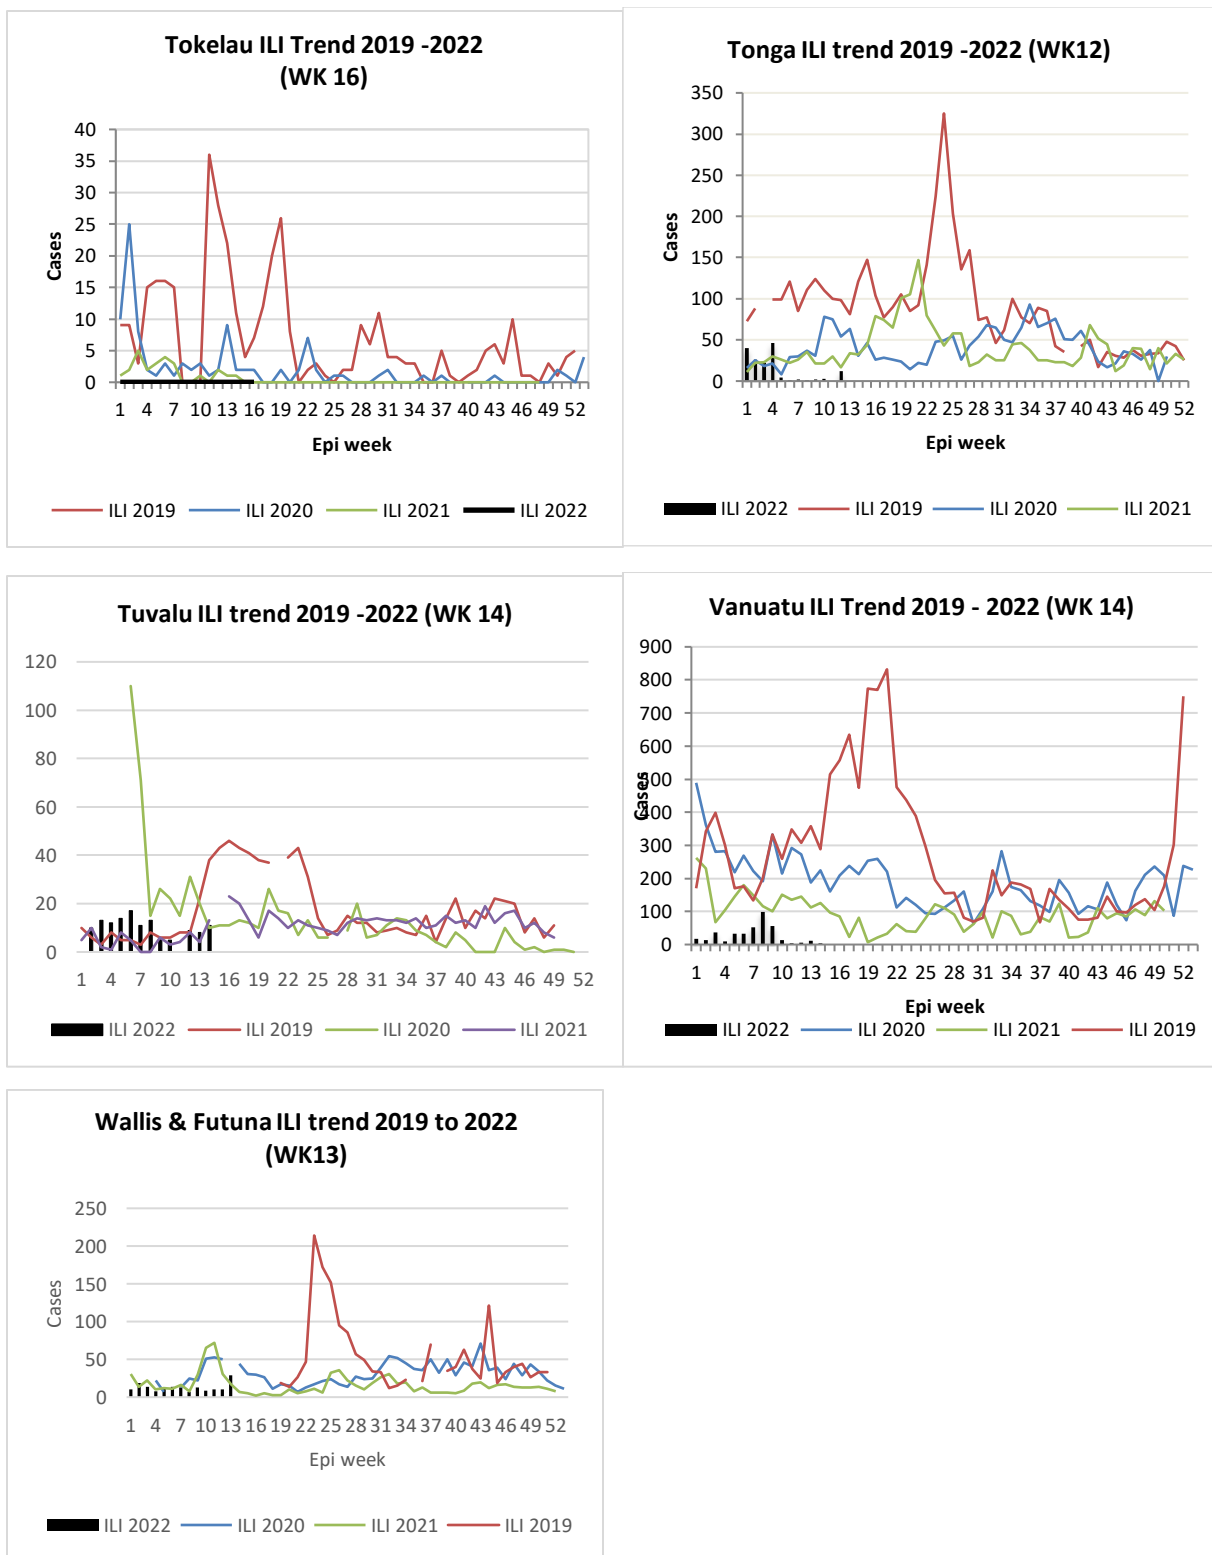 Tokelau ILI Trend 2019 -2022
(WK 16)
40
35
30
25
20
15
10
5
0
Cases
1 4 7 10 13 16 19 22 25 28 31 34 37 40 43 46 49 52
Epi week
ILI 2019 ILI 2020 ILI 2021 ILI 2022
Tonga ILI trend 2019 -2022 (WK12)
350
300
250
200
150
100
50
0
Cases
1 4 7 10 13 16 19 22 25 28 31 34 37 40 43 46 49 52
Epi week
ILI 2022 ILI 2019 ILI 2020 ILI 2021
Tuvalu ILI trend 2019 -2022 (WK 14)
120
100
80
60
40
20
0
1 4 7 10 13 16 19 22 25 28 31 34 37 40 43 46 49 52
ILI 2022 ILI 2019 ILI 2020 ILI 2021
Vanuatu ILI Trend 2019 - 2022 (WK 14)
900
800
700
600
500
400
300
200
100
0
Cases
1 4 7 10 13 16 19 22 25 28 31 34 37 40 43 46 49 52
Epi week
ILI 2022 ILI 2020 ILI 2021 ILI 2019
Wallis & Futuna ILI trend 2019 to 2022
(WK13)
250
200
150
100
50
0
Cases
1 4 7 10 13 16 19 22 25 28 31 34 37 40 43 46 49 52
Epi week
ILI 2022 ILI 2020 ILI 2021 ILI 2019